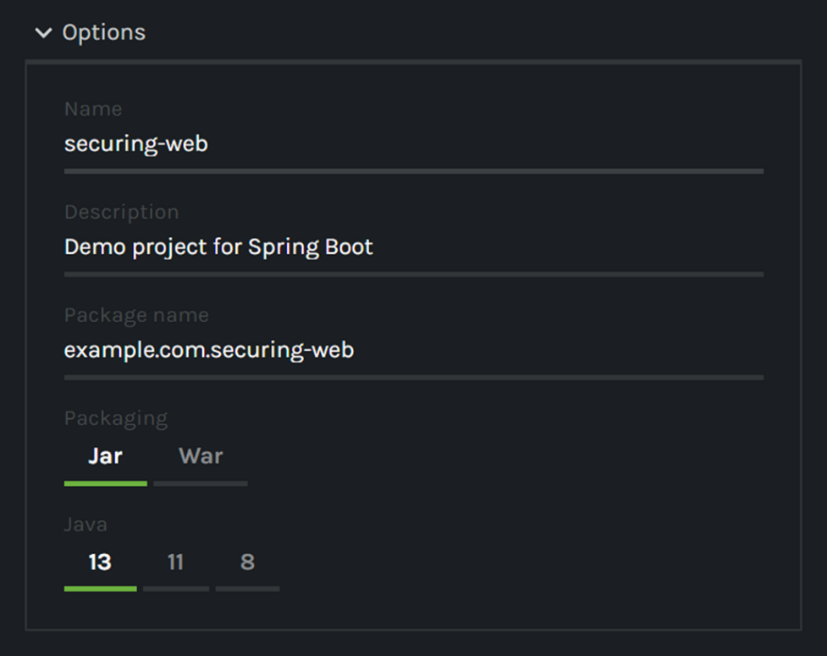 Options
Name
securing-web
Description
Demo project for Spring Boot
Package name
example.com.securing-web
Packaging
Jar War
Java
13 11 8